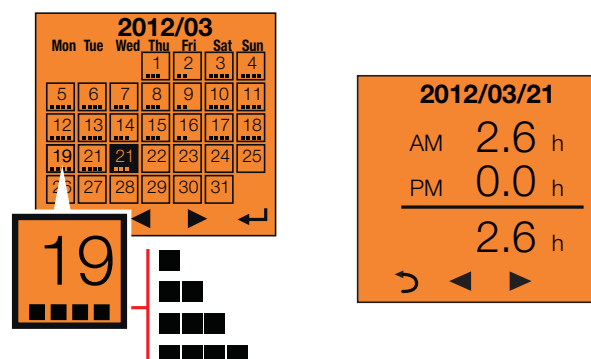 2012/03
Mon Tue Wed Thu Fri Sat Sun
1 2 3 4
5 6 7 8 9 10 11
12 13 14 15 16 17 18
19 21 21 22 23 24 25
26 27 28 29 30 31
19
2012/03/21
AM 2.6 h
PM 0.0 h
2.6 h